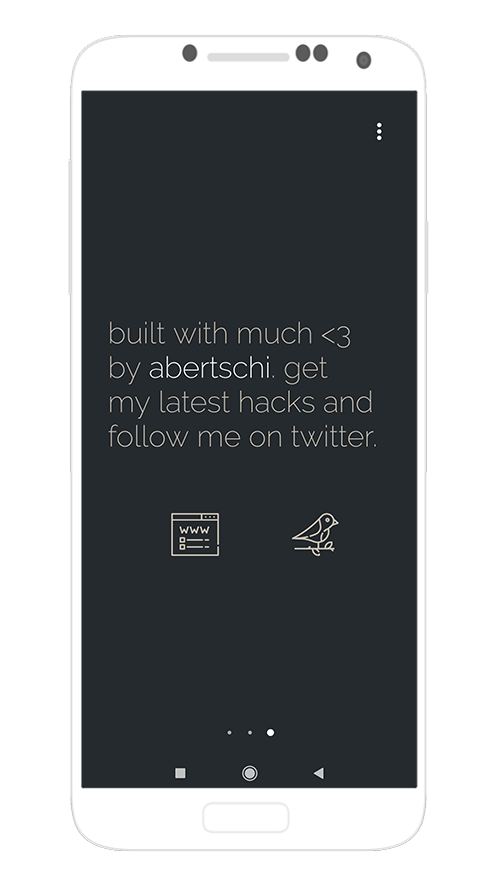 built with much <3
by abertschi. get
my latest hacks and
follow me on twitter.
www